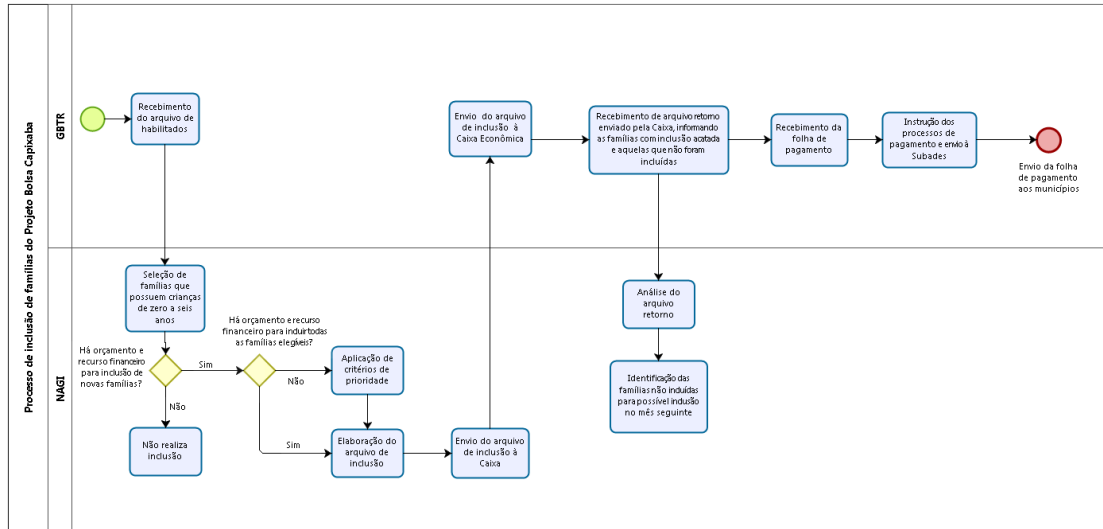 Processo de inclusão de famílias do Projeto Bolsa Capixaba
GBTR
Recebimento
do arquivo de
habilitados
Envio do arquivo
de inclusão à
Caixa Econômica
Recebimento de arquivo retorno
enviado pela Caixa, informando
as famílias com inclusão acatada
e aquelas que não foram
incluídas
Recebimento da
folha de
pagamento
Instrução dos
processos de
pagamento e envio à
Subades
Envio da folha
de pagamento
aos municípios
NAGI
Seleção de
famílias que
possuem crianças
de zero a seis
anos
Há orçamento e
recurso financeiro
para inclusão de
novas famílias?
Sim
Não
Não realiza
inclusão
Há orçamento e recurso
financeiro para incluir todas
as famílias elegíveis?
Não
Sim
Aplicação de
critérios de
prioridade
Elaboração do
arquivo de
inclusão
Envio do arquivo
de inclusão à
Caixa
Análise do
arquivo
retorno
Identificação das
famílias não incluídas
para possível inclusão
no mês seguinte